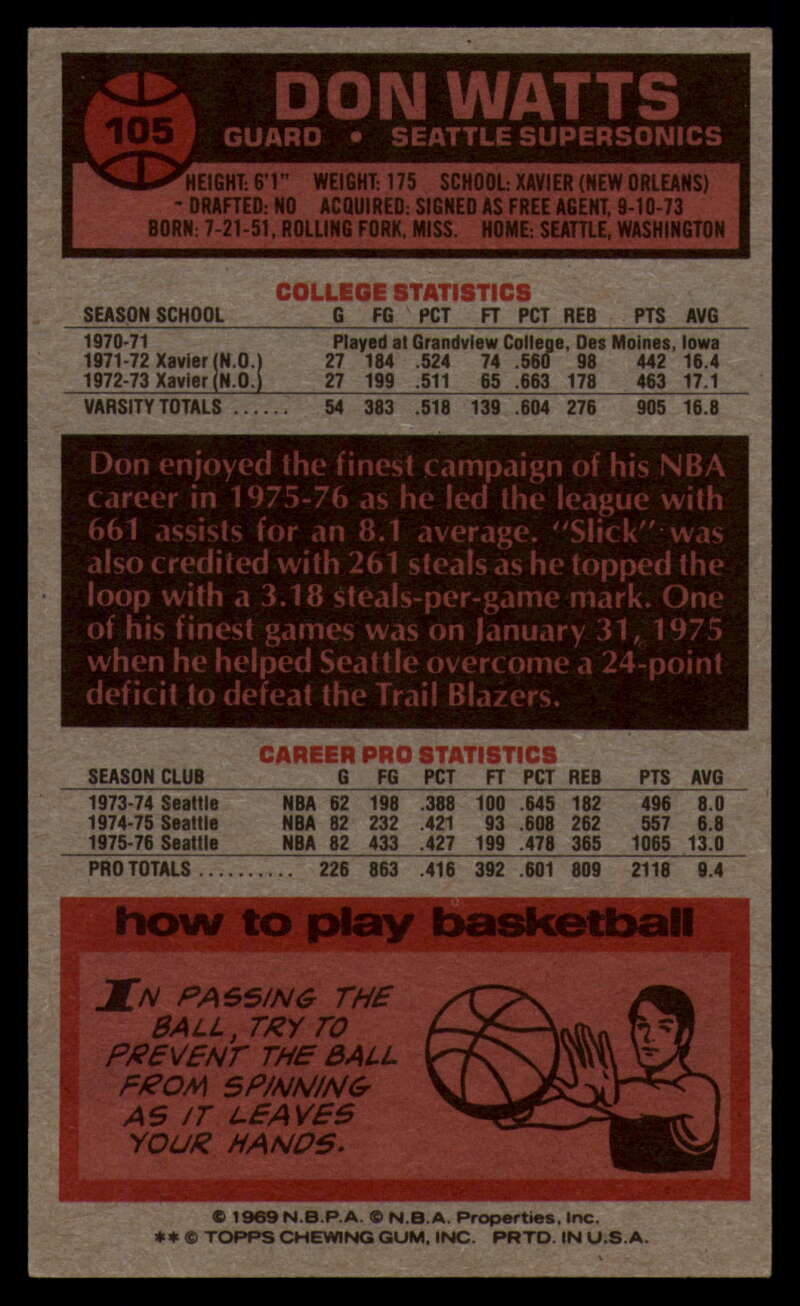 105
DON WATTS
GUARD • SEATTLE SUPERSONICS
HEIGHT: 6'1" WEIGHT: 175 SCHOOL: XAVIER (NEW ORLEANS)
- DRAFTED: NO ACQUIRED: SIGNED AS FREE AGENT, 9-10-73
BORN: 7-21-51, ROLLING FORK, MISS. HOME: SEATTLE, WASHINGTON
COLLEGE STATISTICS
SEASON SCHOOL G FG PCT FT PCT REB PTS AVG
1970-71 Played at Grandview College, Des Moines, Iowa
1971-72 Xavier (N.O.) 27 184 .524 74 .560 98 442 16.4
1972-73 Xavier (N.O.) 27 199 .511 65 .663 178 463 17.1
VARSITY TOTALS ...... 54 383 .518 139 .604 276 905 16.8
Don enjoyed the finest campaign of his NBA
career in 1975-76 as he led the league with
661 assists for an 8.1 average. "Slick" was
also credited with 261 steals as he topped the
loop with a 3.18 steals-per-game mark. One
of his finest games was on January 31, 1975
when he helped Seattle overcome a 24-point
deficit to defeat the Trail Blazers.
CAREER PRO STATISTICS
SEASON CLUB G FG PCT FT PCT REB PTS AVG
1973-74 Seattle NBA 62 198 .388 100 .645 182 496 8.0
1974-75 Seattle NBA 82 232 .421 93 .608 262 557 6.8
1975-76 Seattle NBA 82 433 .427 199 .478 365 1065 13.0
PRO TOTALS .......... 226 863 .416 392 .601 809 2118 9.4
how to play basketball
IN PASSING THE
BALL, TRY TO
PREVENT THE BALL
FROM SPINNING
AS IT LEAVES
YOUR HANDS.
© 1969 N.B.P.A. © N.B.A. Properties, Inc.
** © TOPPS CHEWING GUM, INC. PRTD. IN U.S.A.